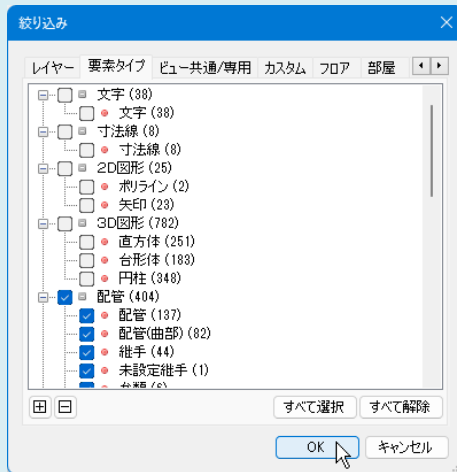 絞り込み
レイヤー 要素タイプ ビュー共通/専用 カスタム フロア 部屋
文字 (38)
文字 (38)
寸法線 (8)
寸法線 (8)
2D図形 (25)
ポリライン (2)
矢印 (23)
3D図形 (782)
直方体 (251)
台形体 (183)
円柱 (348)
配管 (404)
配管 (137)
配管(曲部) (82)
継手 (44)
未設定継手 (1)
弁類 (6)
すべて選択 すべて解除
OK キャンセル